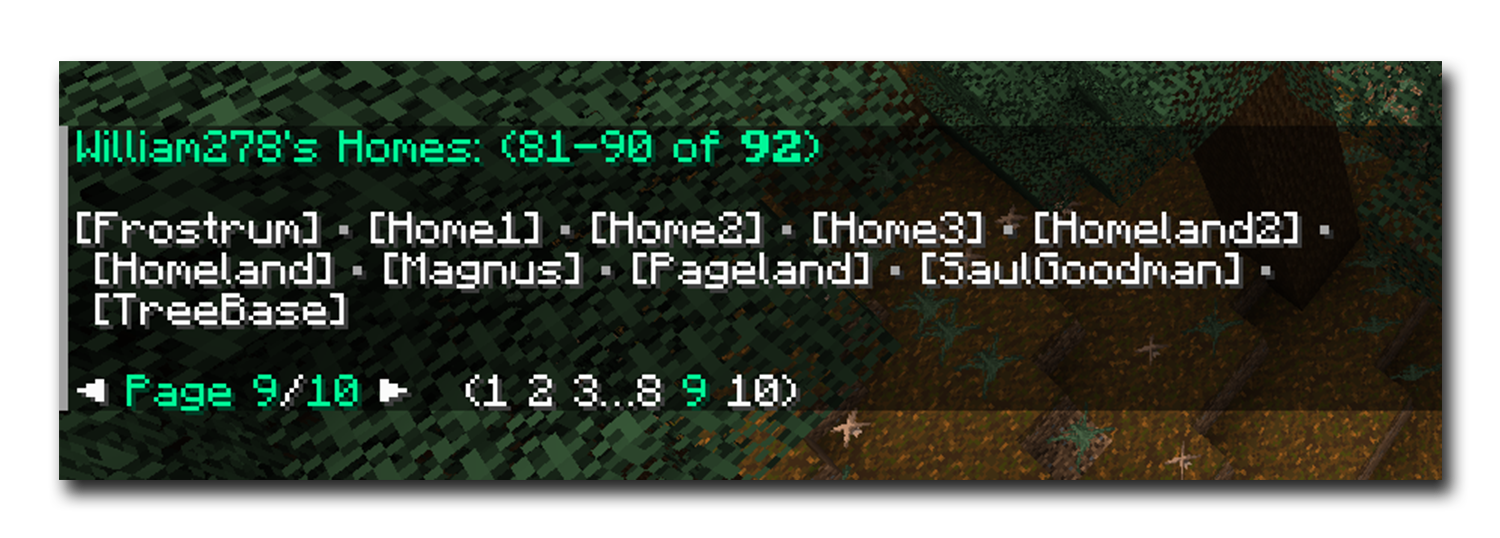 William278's Homes: (81-90 of 92)
[Frostrum] • [Home1] • [Home2] • [Home3] • [Homeland2] •
[Homeland] • [Magnus] • [Pageland] • [SaulGoodman] •
[TreeBase]
◀ Page 9/10 ▶ (1 2 3...8 9 10)